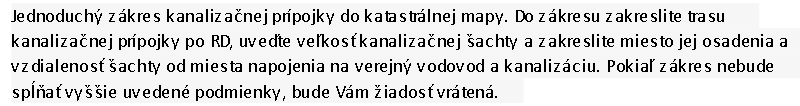 Jednoduchý zákres kanalizačnej prípojky do katastrálnej mapy. Do zákresu zakreslite trasu
kanalizačnej prípojky po RD, uveďte veľkosť kanalizačnej šachty a zakreslite miesto jej osadenia a
vzdialenosť šachty od miesta napojenia na verejný vodovod a kanalizáciu. Pokiaľ zákres nebude
spĺňať vyššie uvedené podmienky, bude Vám žiadosť vrátená.